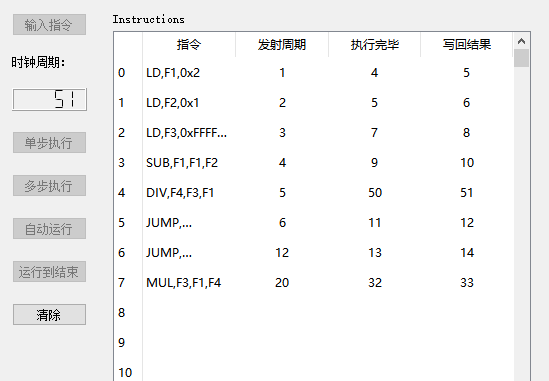 输入指令
时钟周期：
51
单步执行
多步执行
自动运行
运行到结束
清除
Instructions
指令 发射周期 执行完毕 写回结果
0 LD,F1,0x2 1 4 5
1 LD,F2,0x1 2 5 6
2 LD,F3,0xFFFF... 3 7 8
3 SUB,F1,F1,F2 4 9 10
4 DIV,F4,F3,F1 5 50 51
5 JUMP,... 6 11 12
6 JUMP,... 12 13 14
7 MUL,F3,F1,F4 20 32 33
8
9
10